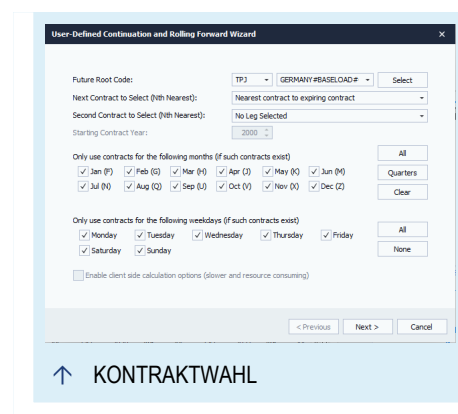 User-Defined Continuation and Rolling Forward Wizard
Future Root Code: TPJ GERMANY#BASELOAD# Select
Next Contract to Select (Nth Nearest): Nearest contract to expiring contract
Second Contract to Select (Nth Nearest): No Leg Selected
Starting Contract Year: 2000
Only use contracts for the following months (if such contracts exist) All
Jan (F) Feb (G) Mar (H) Apr (J) May (K) Jun (M) Quarters
Jul (N) Aug (Q) Sep (U) Oct (V) Nov (X) Dec (Z) Clear
Only use contracts for the following weekdays (if such contracts exist)
Monday Tuesday Wednesday Thursday Friday All
Saturday Sunday None
Enable client side calculation options (slower and resource consuming)
< Previous Next > Cancel
KONTRAKTWAHL